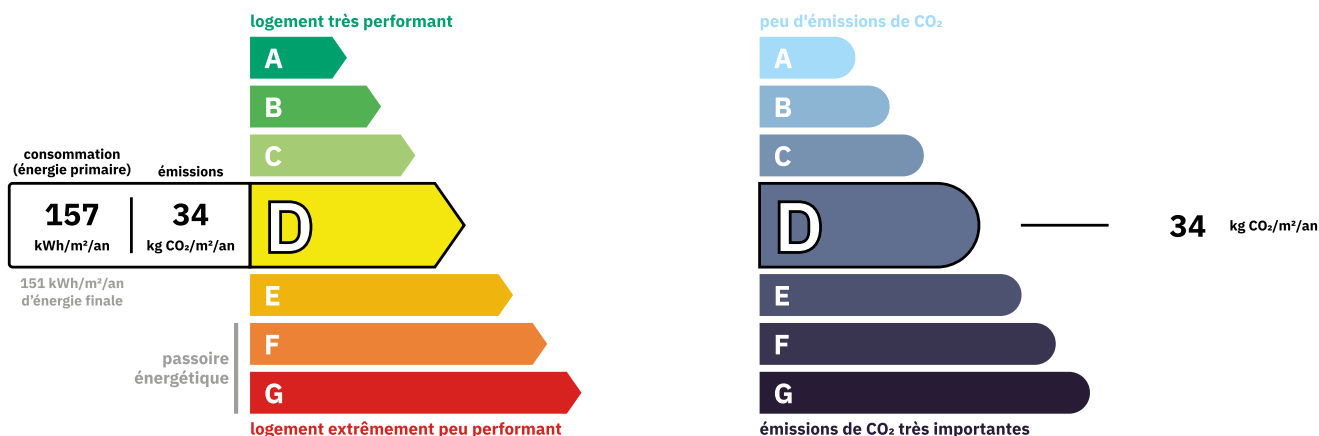 logement très performant
A
B
C
consommation
(énergie primaire)
émissions
157
kWh/m²/an
34
kg CO₂/m²/an
D
151 kWh/m²/an
d'énergie finale
E
passoire
énergétique
F
G
logement extrêmement peu performant
peu d'émissions de CO₂
A
B
C
D
34 kg CO₂/m²/an
E
F
G
émissions de CO₂ très importantes